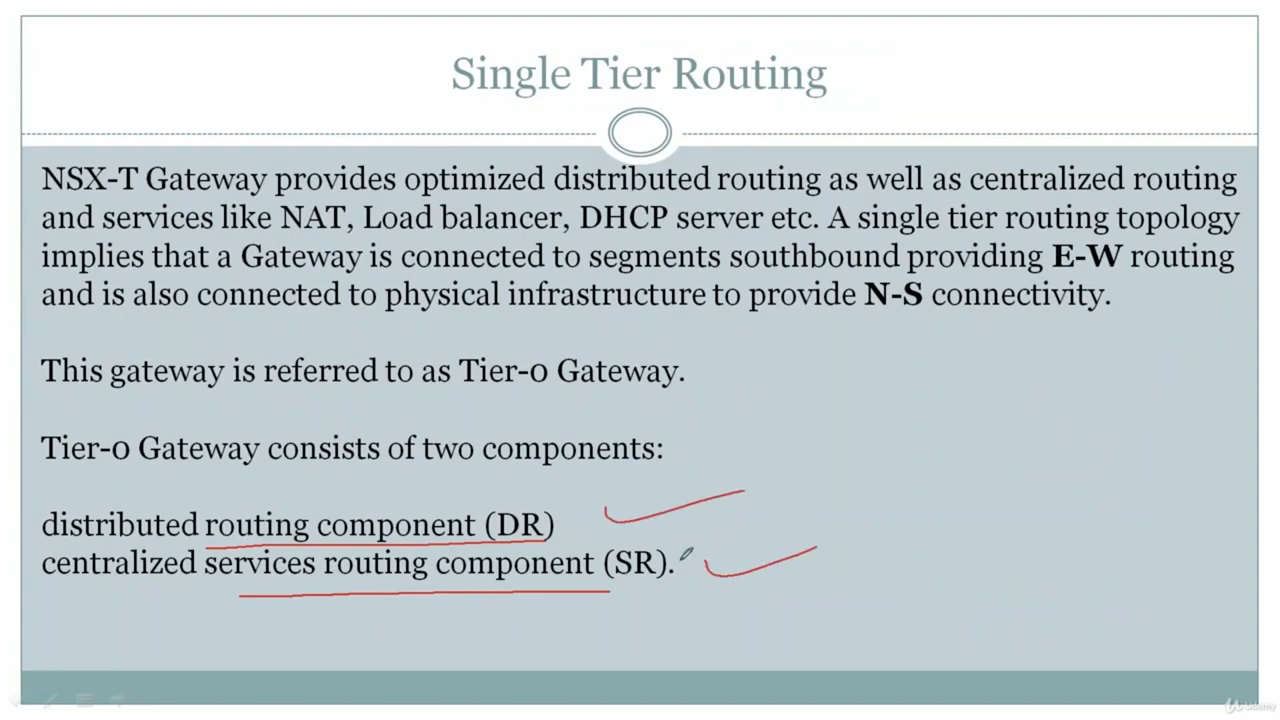 Single Tier Routing
NSX-T Gateway provides optimized distributed routing as well as centralized routing
and services like NAT, Load balancer, DHCP server etc. A single tier routing topology
implies that a Gateway is connected to segments southbound providing E-W routing
and is also connected to physical infrastructure to provide N-S connectivity.
This gateway is referred to as Tier-0 Gateway.
Tier-0 Gateway consists of two components:
distributed routing component (DR)
centralized services routing component (SR).
Udemy